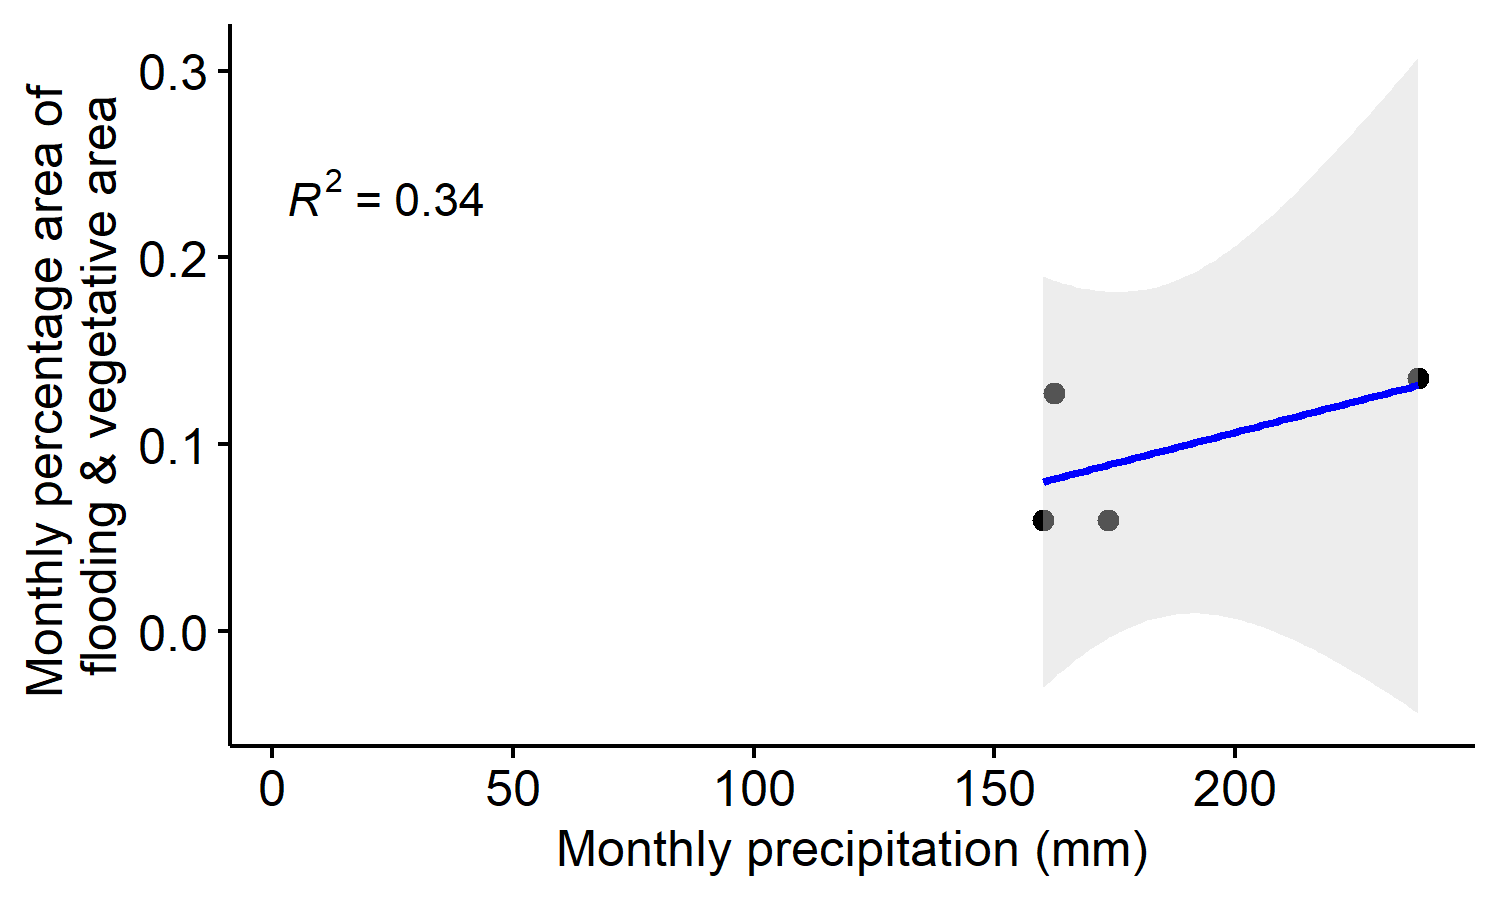 Monthly percentage area of
flooding & vegetative area
0.3
0.2
0.1
0.0
R² = 0.34
0 50 100 150 200
Monthly precipitation (mm)